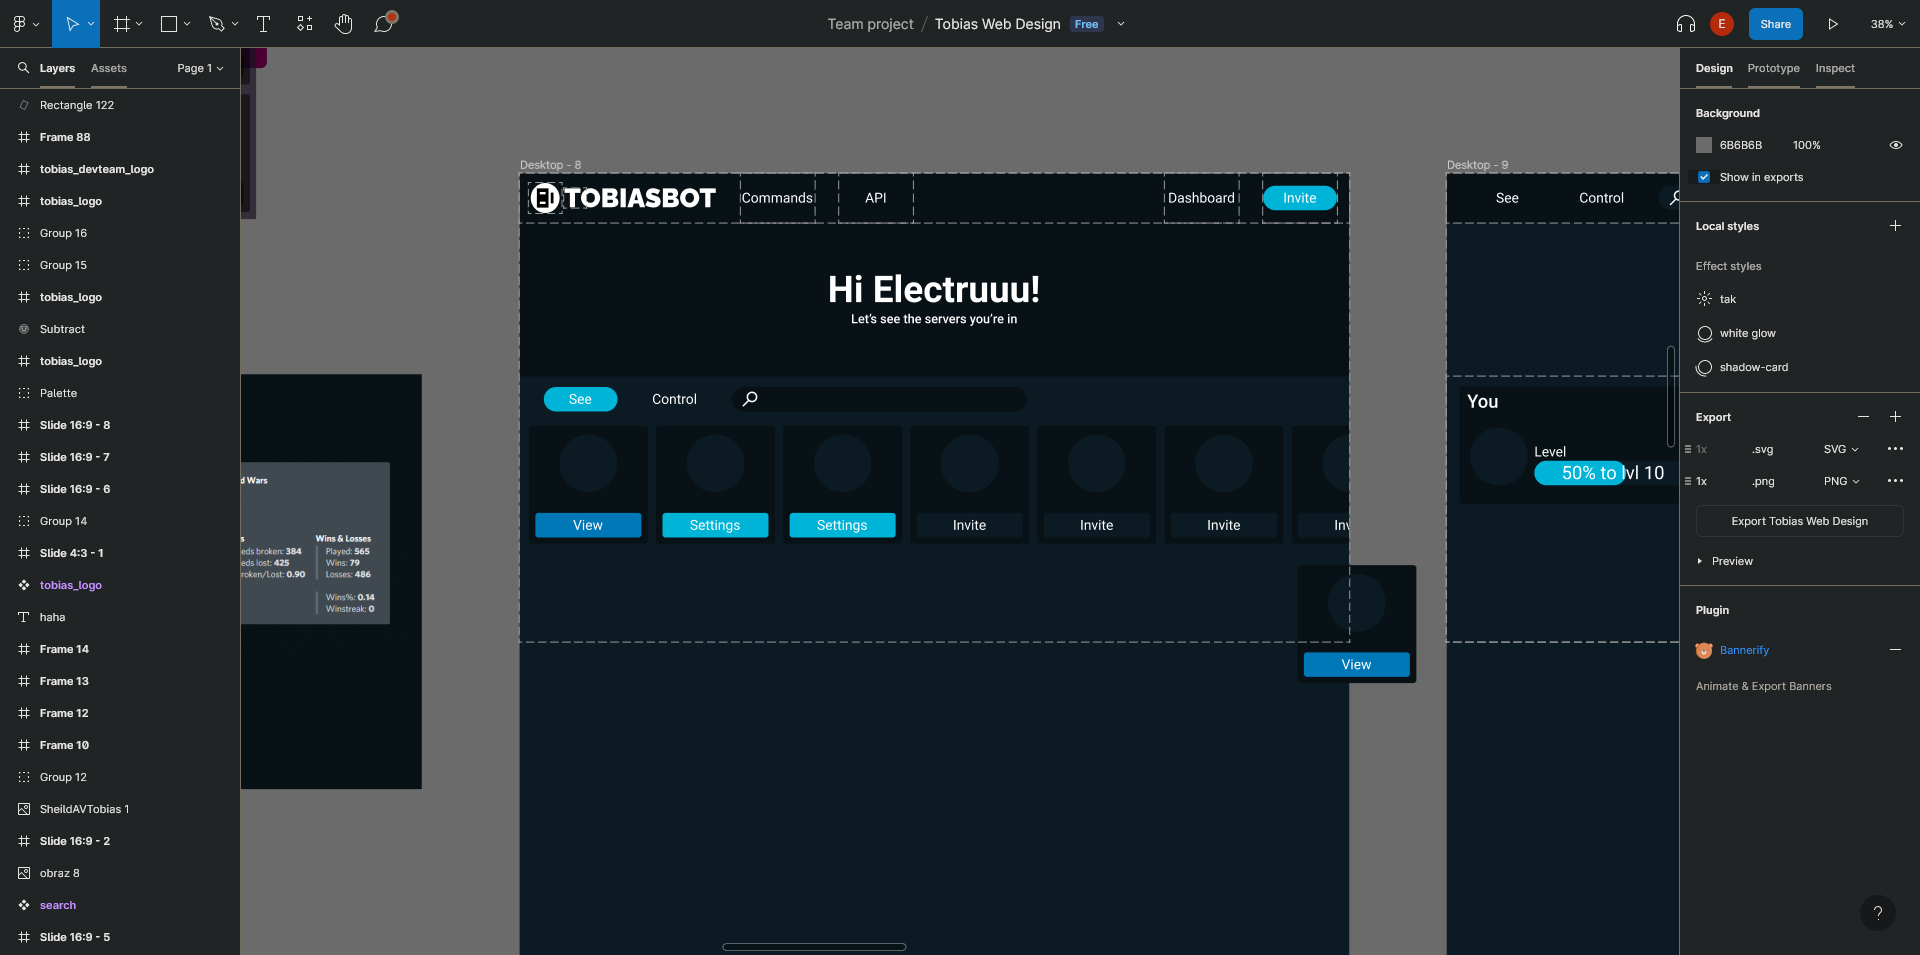 Team project / Tobias Web Design Free
E
Share
38%
Layers Assets Page 1
Rectangle 122
Frame 88
tobias_devteam_logo
tobias_logo
Group 16
Group 15
tobias_logo
Subtract
tobias_logo
Palette
Slide 16:9 - 8
Slide 16:9 - 7
Slide 16:9 - 6
Group 14
Slide 4:3 - 1
tobias_logo
haha
Frame 14
Frame 13
Frame 12
Frame 10
Group 12
SheildAVTobias 1
Slide 16:9 - 2
obraz 8
search
Slide 16:9 - 5
d Wars
s
eds broken: 384
eds lost: 425
roken/Lost: 0.90
Wins & Losses
Played: 565
Wins: 79
Losses: 486
Wins%: 0.14
Winstreak: 0
Desktop - 8
TOBIASBOT
Commands
API
Dashboard
Invite
Hi Electruuu!
Let's see the servers you're in
See
Control
View
Settings
Settings
Invite
Invite
Invite
Inv
View
Desktop - 9
See
Control
You
Level
50% to lvl 10
Design Prototype Inspect
Background
6B6B6B 100%
Show in exports
Local styles
Effect styles
tak
white glow
shadow-card
Export
1x .svg SVG
1x .png PNG
Export Tobias Web Design
Preview
Plugin
Bannerify
Animate & Export Banners
?